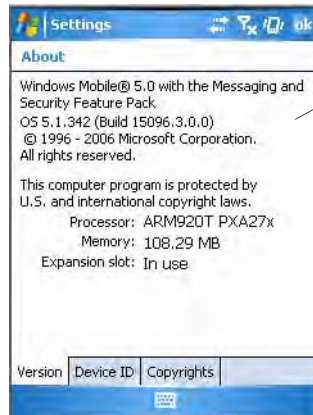 Settings
ok
About
Windows Mobile® 5.0 with the Messaging and
Security Feature Pack
OS 5.1.342 (Build 15096.3.0.0)
© 1996 - 2006 Microsoft Corporation.
All rights reserved.
This computer program is protected by
U.S. and international copyright laws.
Processor: ARM920T PXA27x
Memory: 108.29 MB
Expansion slot: In use
Version Device ID Copyrights